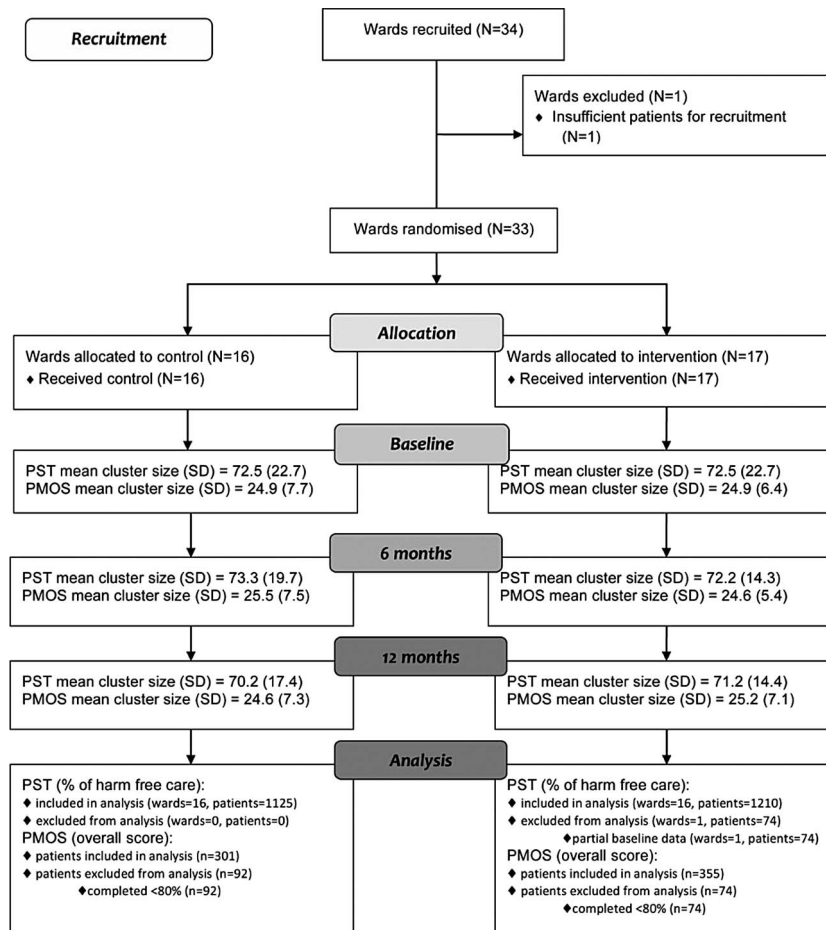 Recruitment
Wards recruited (N=34)
Wards excluded (N=1)
♦ Insufficient patients for recruitment
(N=1)
Wards randomised (N=33)
Allocation
Wards allocated to control (N=16)
♦ Received control (N=16)
Wards allocated to intervention (N=17)
♦ Received intervention (N=17)
Baseline
PST mean cluster size (SD) = 72.5 (22.7)
PMOS mean cluster size (SD) = 24.9 (7.7)
PST mean cluster size (SD) = 72.5 (22.7)
PMOS mean cluster size (SD) = 24.9 (6.4)
6 months
PST mean cluster size (SD) = 73.3 (19.7)
PMOS mean cluster size (SD) = 25.5 (7.5)
PST mean cluster size (SD) = 72.2 (14.3)
PMOS mean cluster size (SD) = 24.6 (5.4)
12 months
PST mean cluster size (SD) = 70.2 (17.4)
PMOS mean cluster size (SD) = 24.6 (7.3)
PST mean cluster size (SD) = 71.2 (14.4)
PMOS mean cluster size (SD) = 25.2 (7.1)
Analysis
PST (% of harm free care):
♦ included in analysis (wards=16, patients=1125)
♦ excluded from analysis (wards=0, patients=0)
PMOS (overall score):
♦ patients included in analysis (n=301)
♦ patients excluded from analysis (n=92)
♦ completed <80% (n=92)
PST (% of harm free care):
♦ included in analysis (wards=16, patients=1210)
♦ excluded from analysis (wards=1, patients=74)
♦ partial baseline data (wards=1, patients=74)
PMOS (overall score):
♦ patients included in analysis (n=355)
♦ patients excluded from analysis (n=74)
♦ completed <80% (n=74)